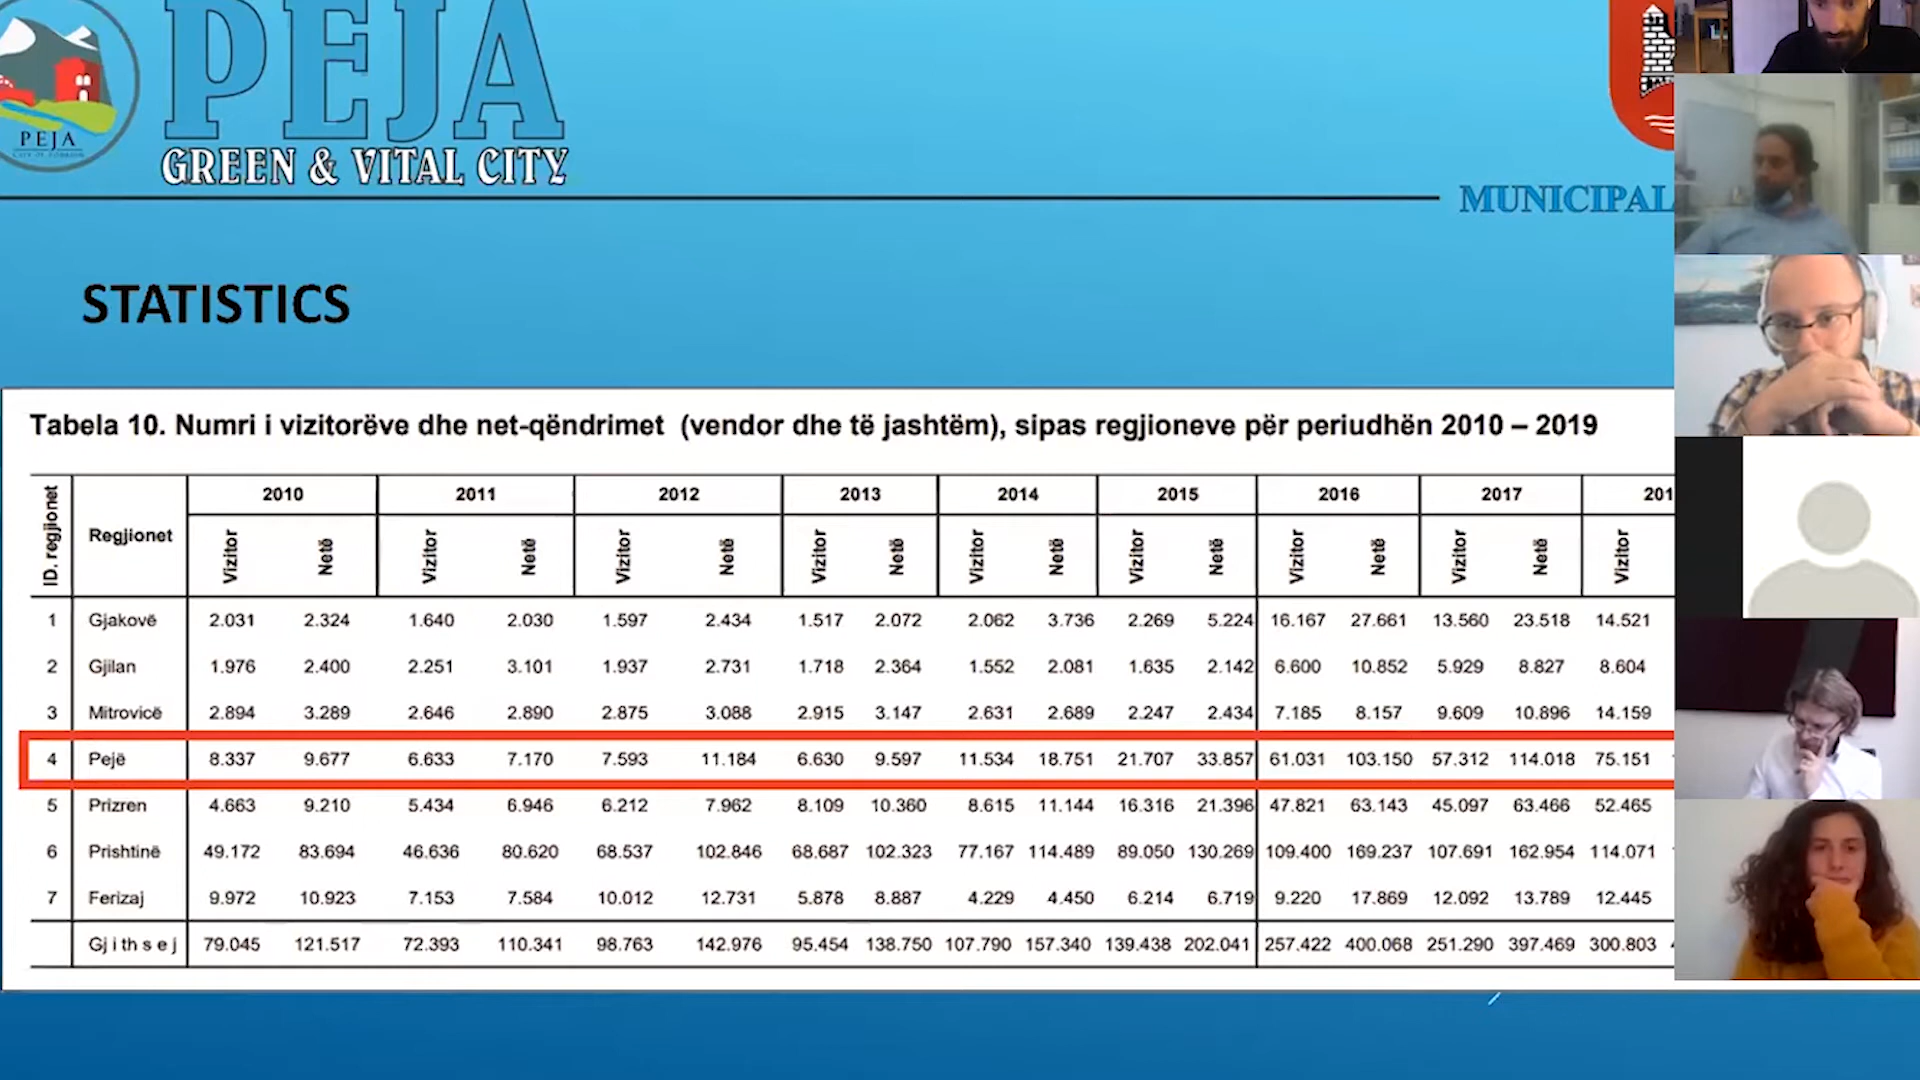 PEJA
PEJA
GREEN & VITAL CITY
MUNICIPAL
STATISTICS
Tabela 10. Numri i vizitorëve dhe net-qëndrimet (vendor dhe të jashtëm), sipas regjioneve për periudhën 2010 – 2019
ID. regjionet Regjionet 2010 2011 2012 2013 2014 2015 2016 2017 201
Vizitor Netë Vizitor Netë Vizitor Netë Vizitor Netë Vizitor Netë Vizitor Netë Vizitor Netë Vizitor Netë Vizitor
1 Gjakovë 2.031 2.324 1.640 2.030 1.597 2.434 1.517 2.072 2.062 3.736 2.269 5.224 16.167 27.661 13.560 23.518 14.521
2 Gjilan 1.976 2.400 2.251 3.101 1.937 2.731 1.718 2.364 1.552 2.081 1.635 2.142 6.600 10.852 5.929 8.827 8.604
3 Mitrovicë 2.894 3.289 2.646 2.890 2.875 3.088 2.915 3.147 2.631 2.689 2.247 2.434 7.185 8.157 9.609 10.896 14.159
4 Pejë 8.337 9.677 6.633 7.170 7.593 11.184 6.630 9.597 11.534 18.751 21.707 33.857 61.031 103.150 57.312 114.018 75.151
5 Prizren 4.663 9.210 5.434 6.946 6.212 7.962 8.109 10.360 8.615 11.144 16.316 21.396 47.821 63.143 45.097 63.466 52.465
6 Prishtinë 49.172 83.694 46.636 80.620 68.537 102.846 68.687 102.323 77.167 114.489 89.050 130.269 109.400 169.237 107.691 162.954 114.071
7 Ferizaj 9.972 10.923 7.153 7.584 10.012 12.731 5.878 8.887 4.229 4.450 6.214 6.719 9.220 17.869 12.092 13.789 12.445
Gj i th s e j 79.045 121.517 72.393 110.341 98.763 142.976 95.454 138.750 107.790 157.340 139.438 202.041 257.422 400.068 251.290 397.469 300.803